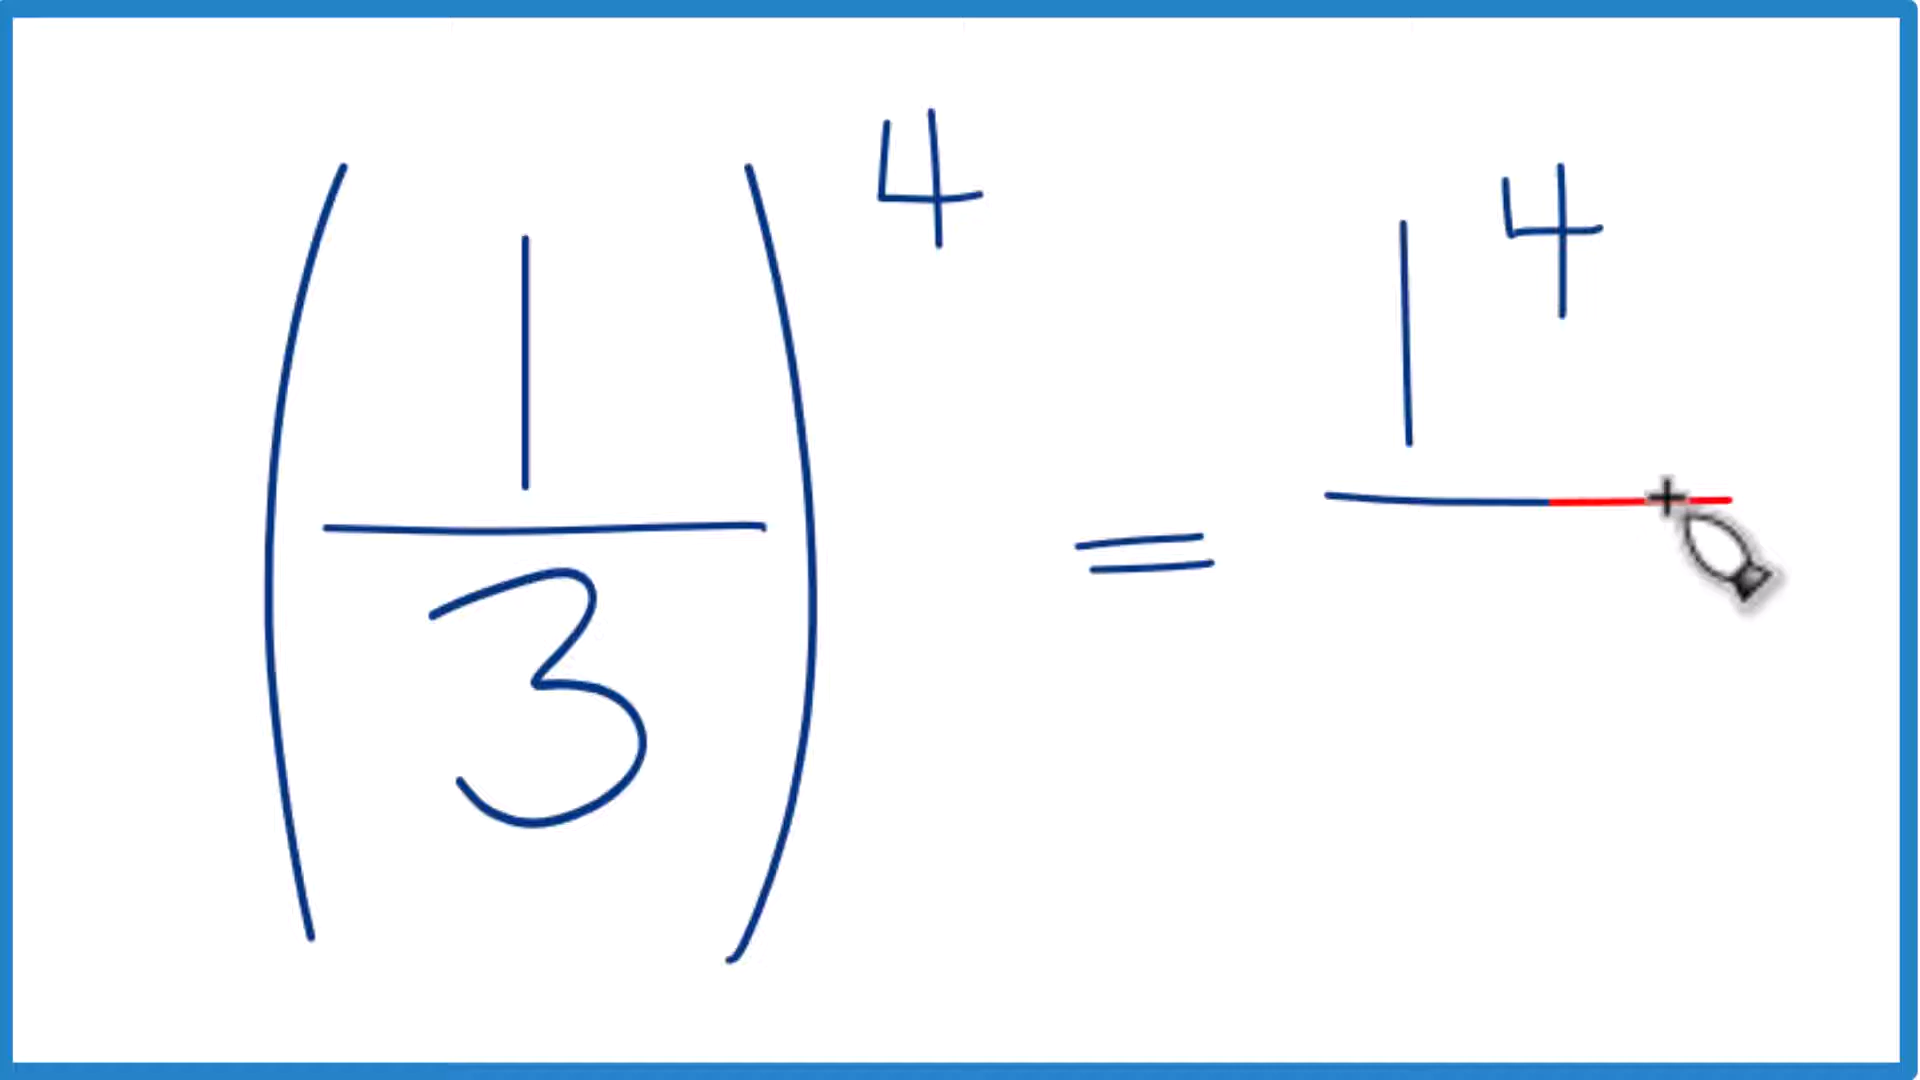 (1/3)^4 = 1^4/